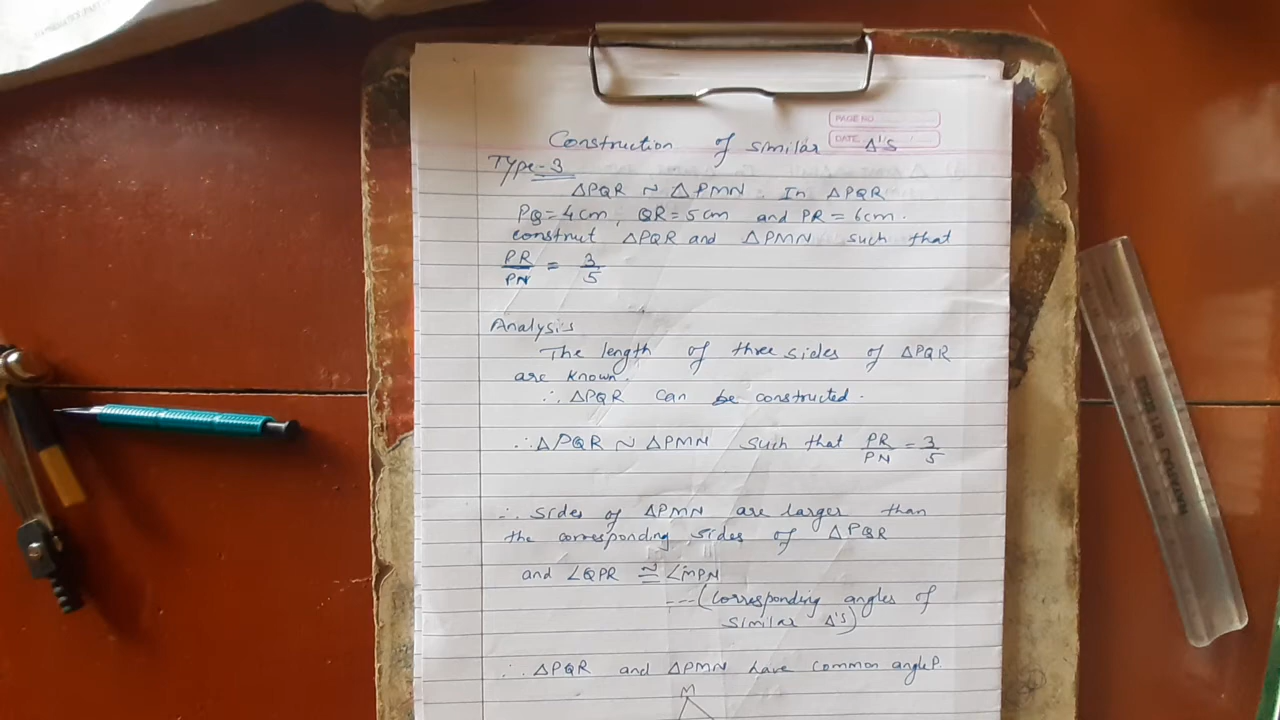 PAGE NO
DATE
Construction of similar Δ'S
Type-3
ΔPQR ~ ΔPMN. In ΔPQR
PQ=4cm, QR=5cm and PR=6cm.
construct ΔPQR and ΔPMN such that
PR/PN = 3/5
Analysis
The length of three sides of ΔPQR
are known.
∴ ΔPQR can be constructed.
∴ ΔPQR ~ ΔPMN such that PR/PN = 3/5
∴ sides of ΔPMN are larger than
the corresponding sides of ΔPQR
and ∠QPR ≅ ∠MPN
---(corresponding angles of
similar Δ'S)
∴ ΔPQR and ΔPMN have common angle P.
M